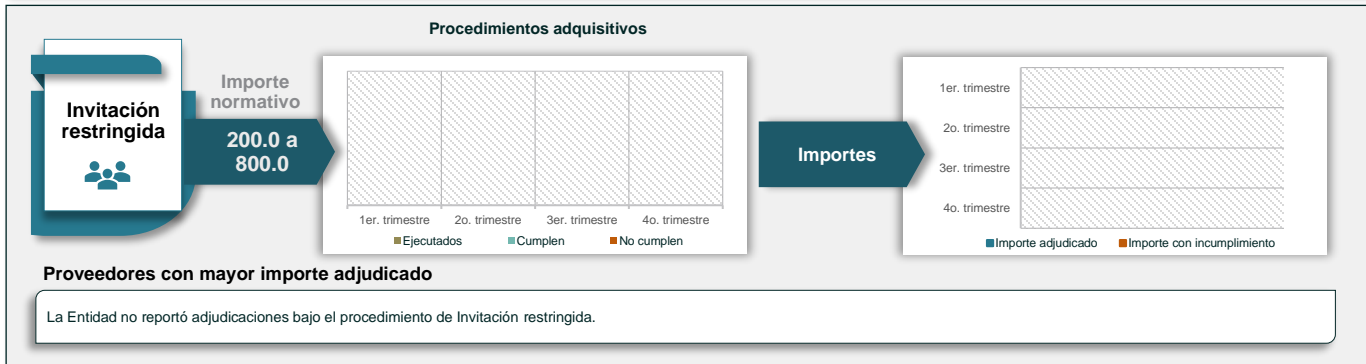 Procedimientos adquisitivos
Invitación
restringida
Importe
normativo
200.0 a
800.0
1er. trimestre
2o. trimestre
3er. trimestre
4o. trimestre
Ejecutados
Cumplen
No cumplen
Importes
1er. trimestre
2o. trimestre
3er. trimestre
4o. trimestre
Importe adjudicado
Importe con incumplimiento
Proveedores con mayor importe adjudicado
La Entidad no reportó adjudicaciones bajo el procedimiento de Invitación restringida.